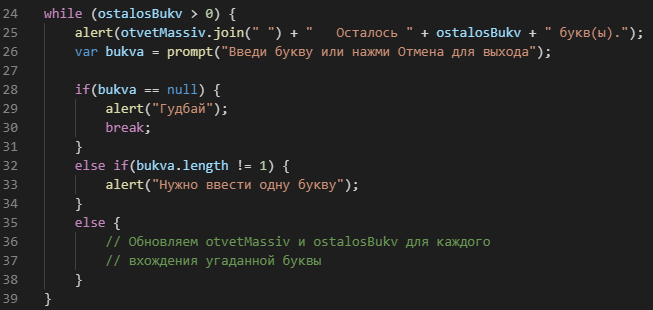 24 while (ostalosBukv > 0) {
25     alert(otvetMassiv.join(" ") + "   Осталось " + ostalosBukv + " букв(ы).");
26     var bukva = prompt("Введи букву или нажми Отмена для выхода");
27
28     if(bukva == null) {
29         alert("Гудбай");
30         break;
31     }
32     else if(bukva.length != 1) {
33         alert("Нужно ввести одну букву");
34     }
35     else {
36         // Обновляем otvetMassiv и ostalosBukv для каждого
37         // вхождения угаданной буквы
38     }
39 }